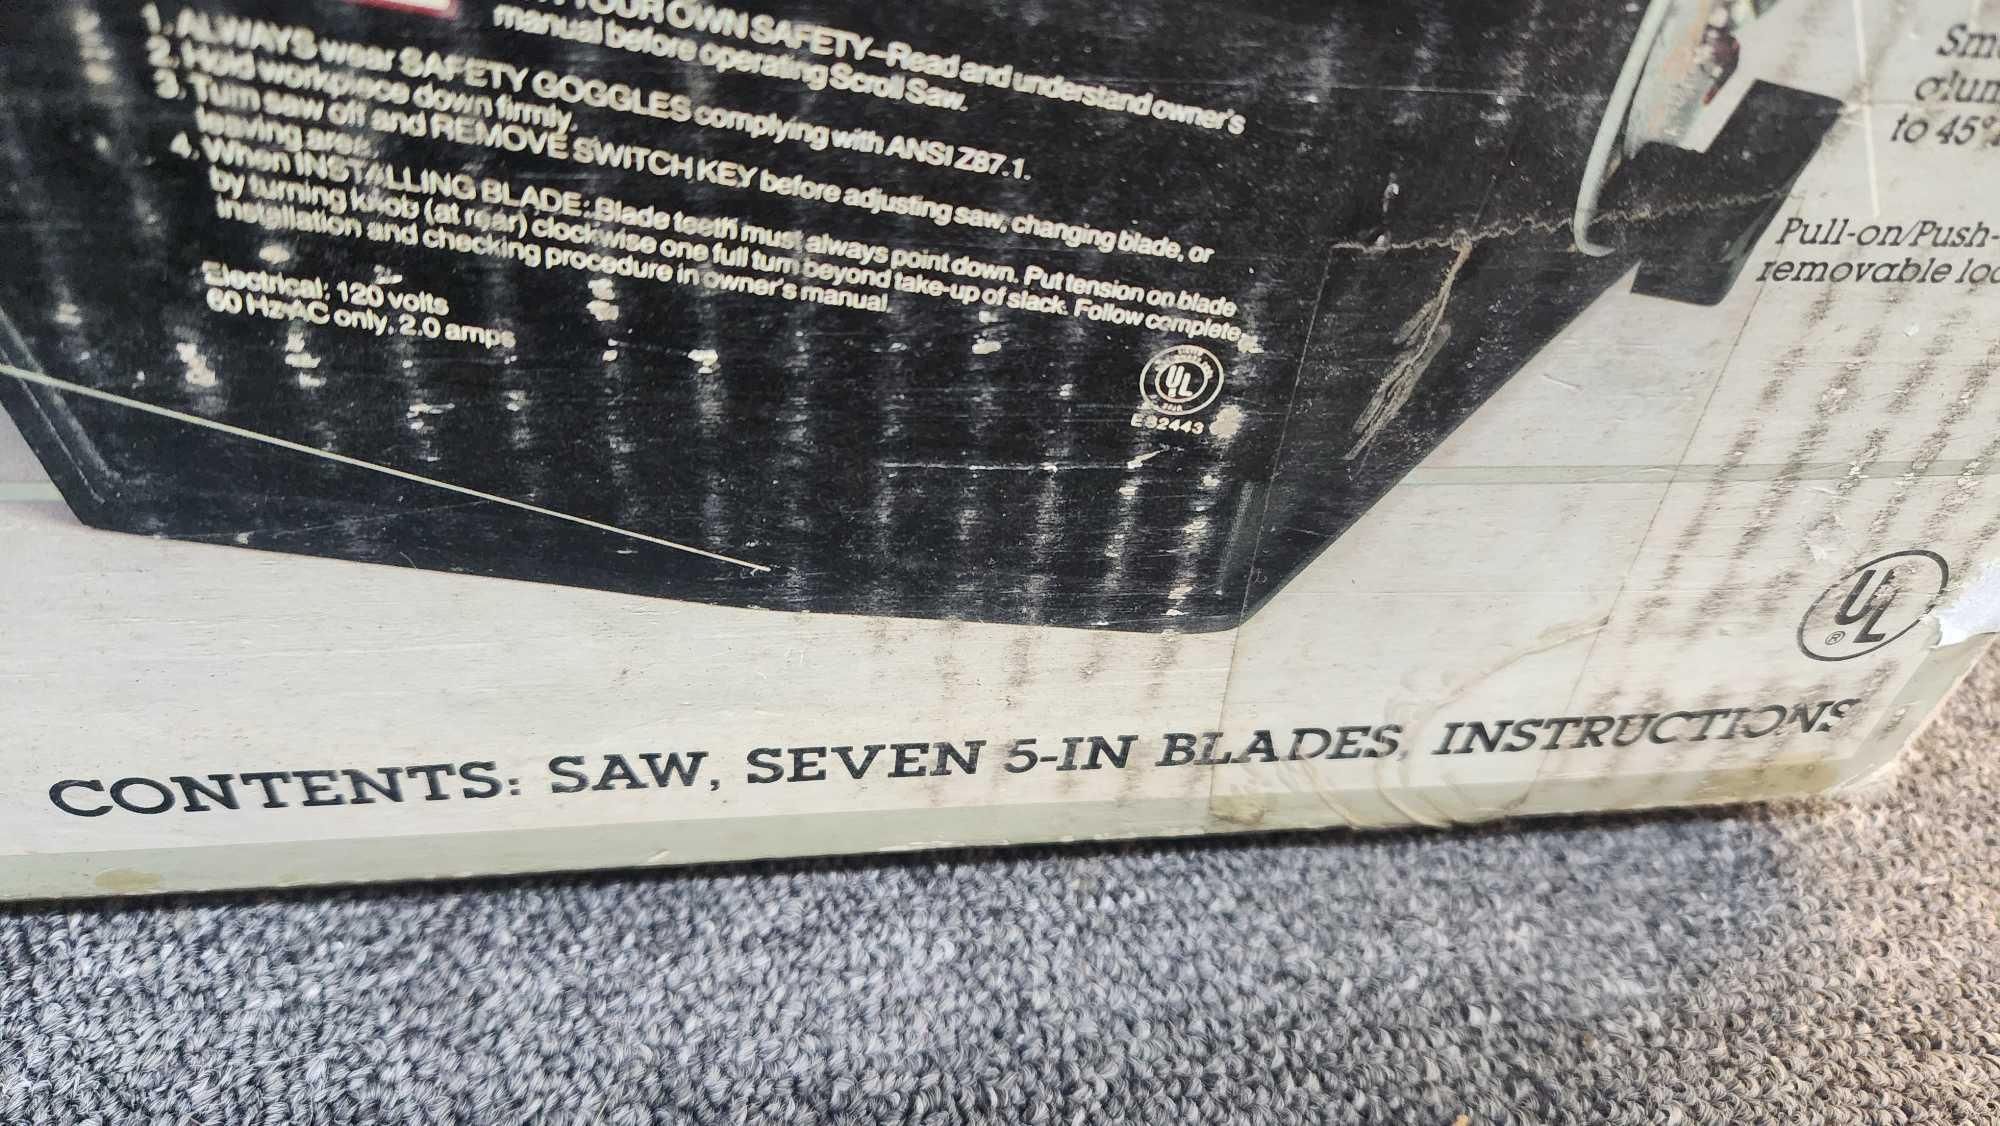 YOUR OWN SAFETY–Read and understand owner's
manual before operating Scroll Saw.
1. ALWAYS wear SAFETY GOGGLES complying with ANSI Z87.1.
2. Hold workpiece down firmly.
3. Turn saw off and REMOVE SWITCH KEY before adjusting saw, changing blade, or
leaving area.
4. When INSTALLING BLADE: Blade teeth must always point down. Put tension on blade
by turning knob (at rear) clockwise one full turn beyond take-up of slack. Follow complete
installation and checking procedure in owner's manual.
Electrical: 120 volts
60 Hz AC only, 2.0 amps
UL
to 45°
Pull-on/Push-
removable
UL
®
CONTENTS: SAW, SEVEN 5-IN BLADES, INSTRUCTIONS